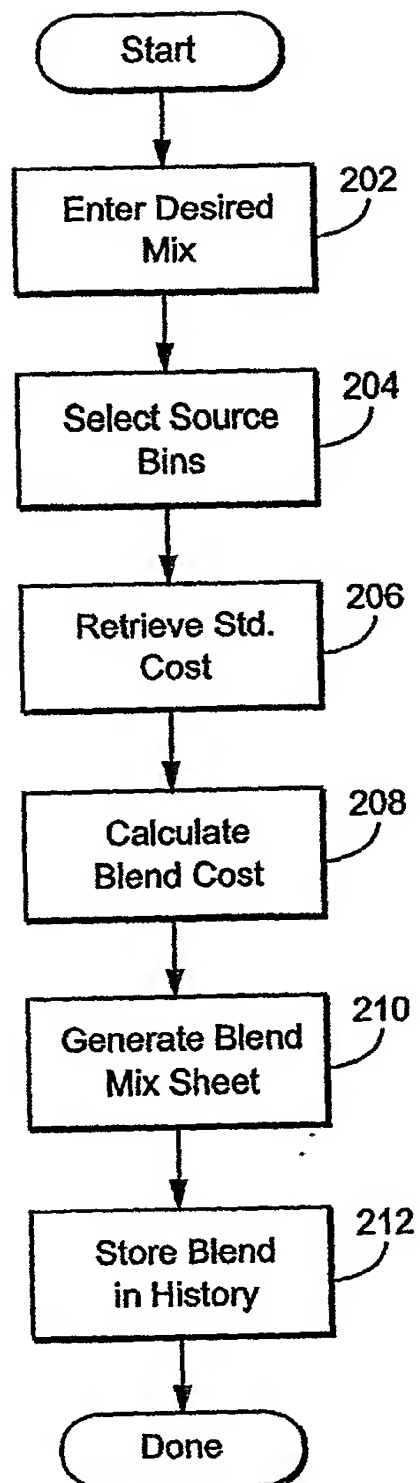 Start
202
Enter Desired
Mix
204
Select Source
Bins
206
Retrieve Std.
Cost
208
Calculate
Blend Cost
210
Generate Blend
Mix Sheet
212
Store Blend
in History
Done